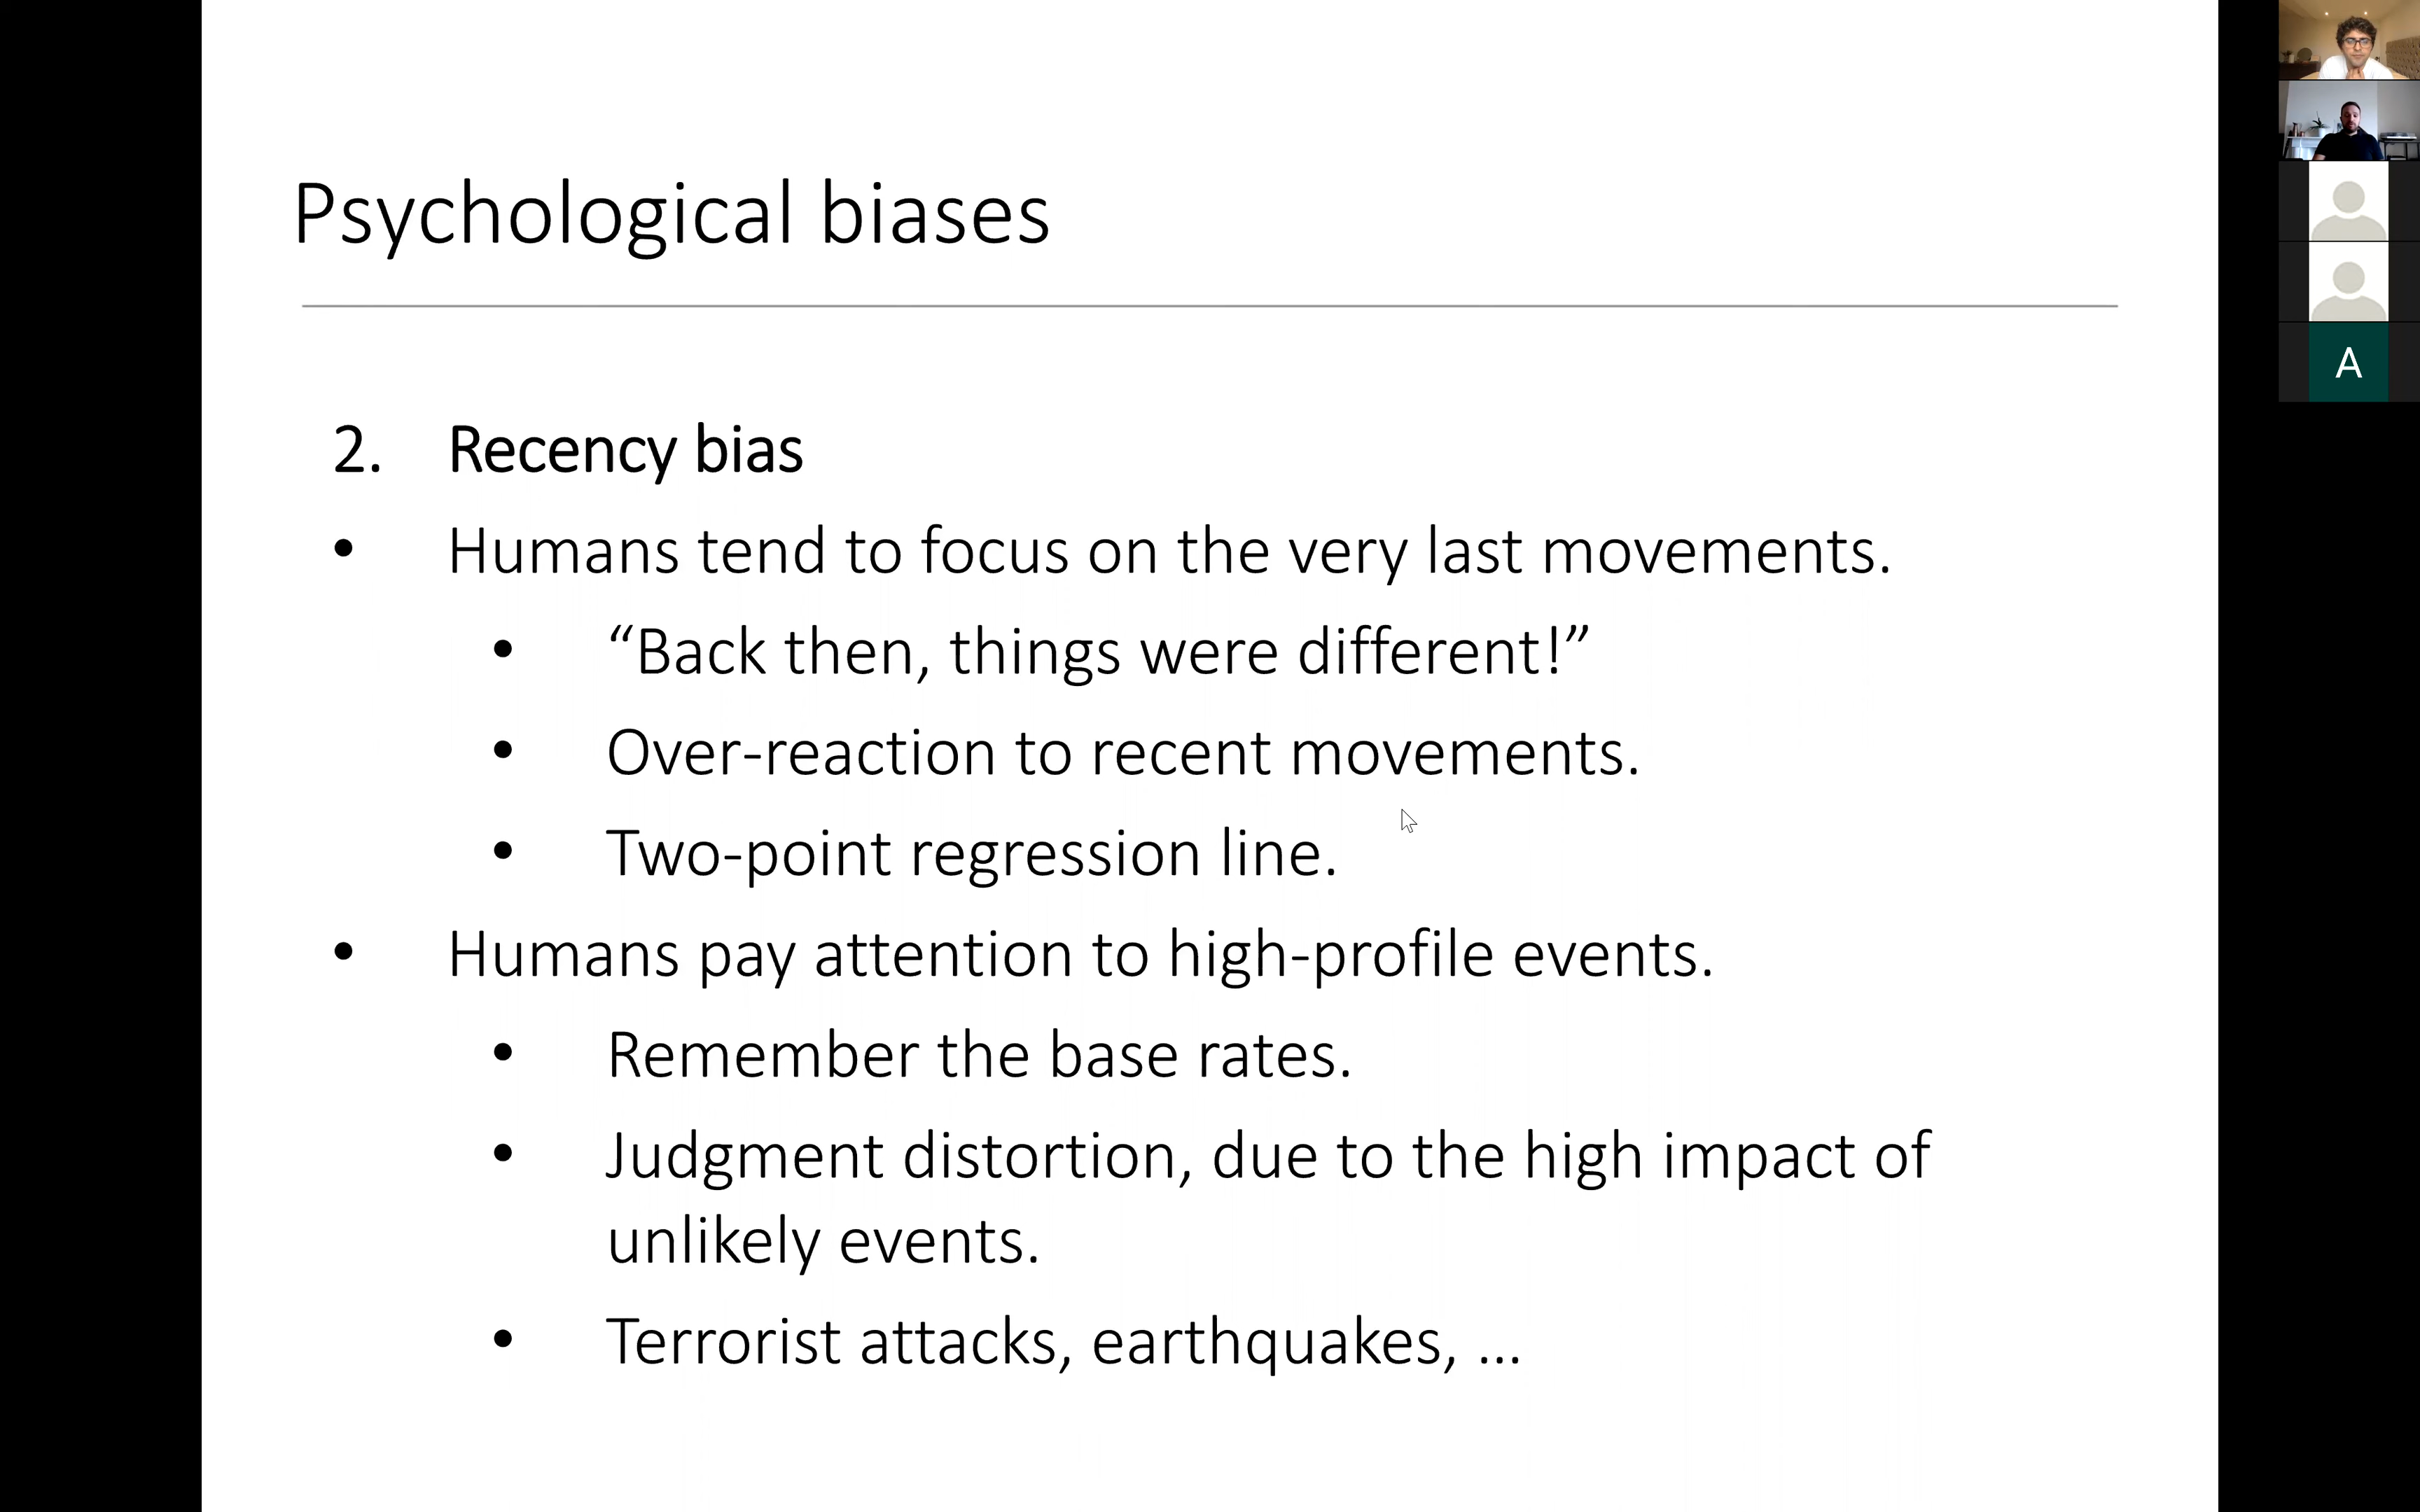 Psychological biases
2. Recency bias
• Humans tend to focus on the very last movements.
• “Back then, things were different!”
• Over-reaction to recent movements.
• Two-point regression line.
• Humans pay attention to high-profile events.
• Remember the base rates.
• Judgment distortion, due to the high impact of
unlikely events.
• Terrorist attacks, earthquakes, ...
A